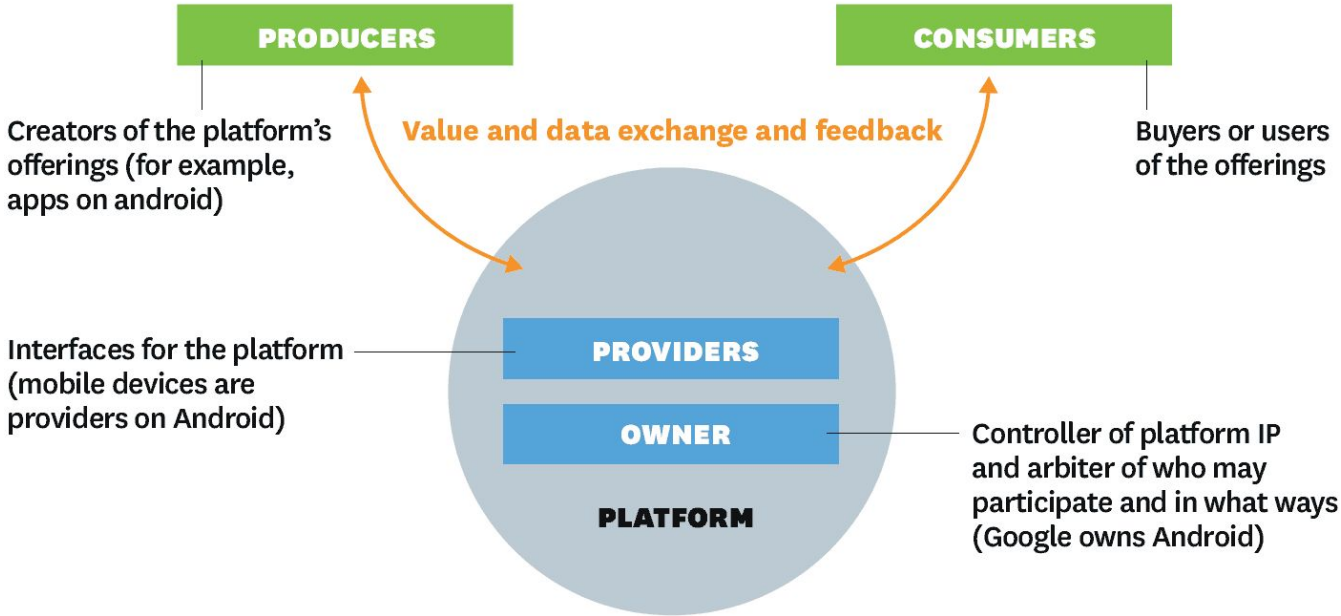 PRODUCERS
CONSUMERS
Creators of the platform’s
offerings (for example,
apps on android)
Value and data exchange and feedback
Buyers or users
of the offerings
Interfaces for the platform
(mobile devices are
providers on Android)
PROVIDERS
OWNER
Controller of platform IP
and arbiter of who may
participate and in what ways
(Google owns Android)
PLATFORM